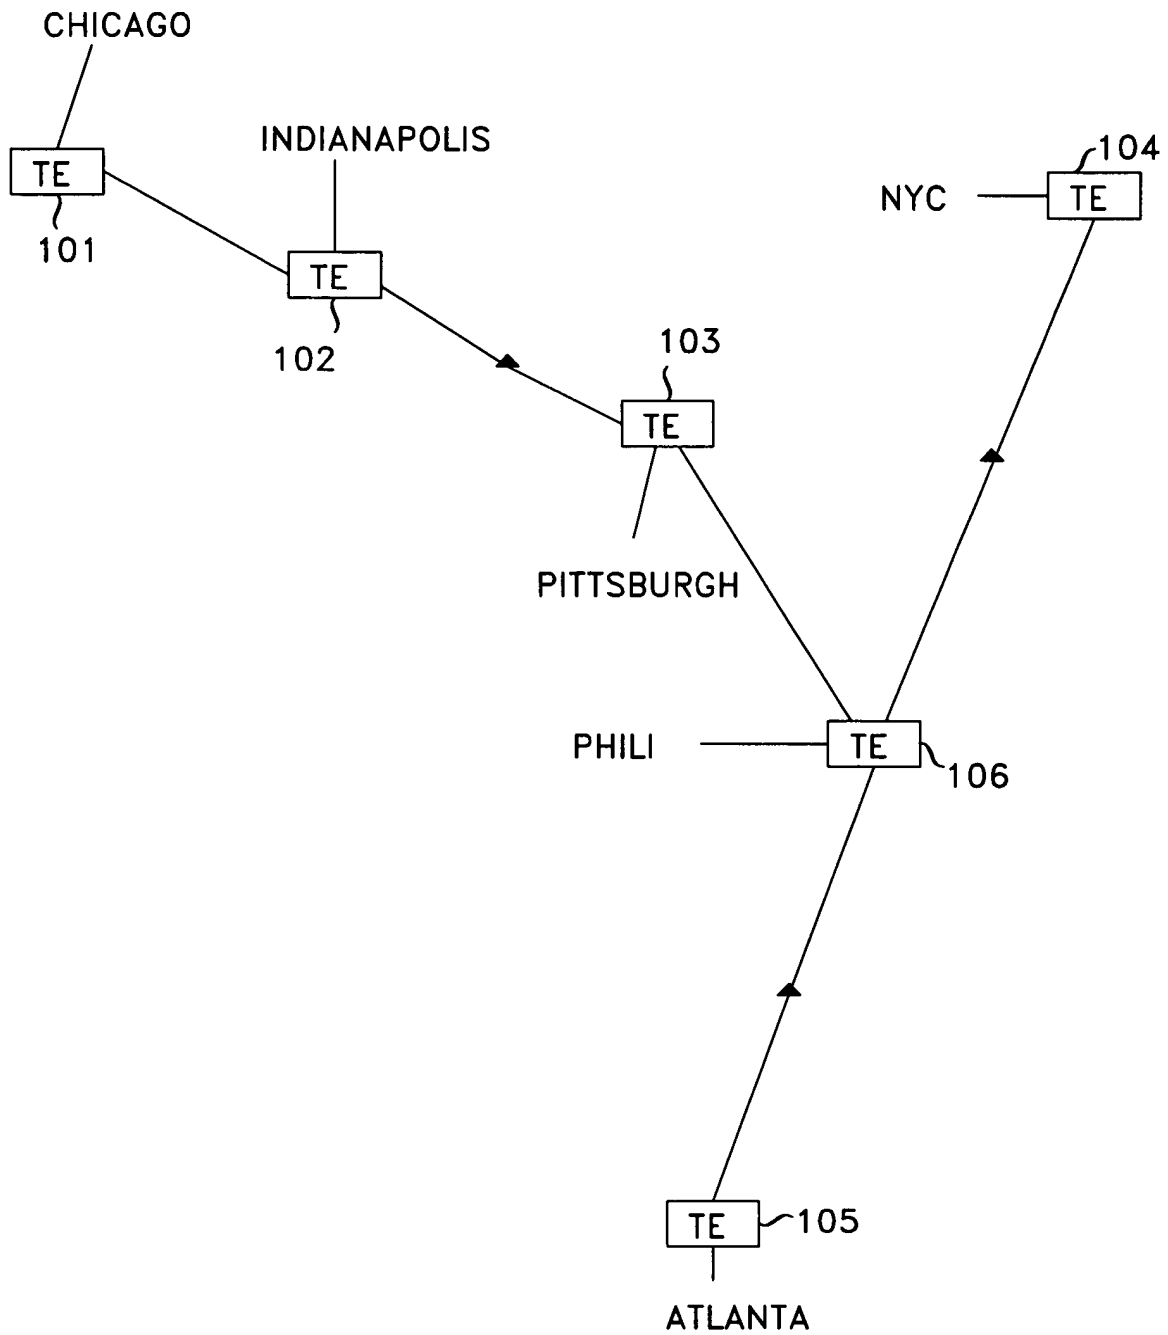 CHICAGO
TE
101
INDIANAPOLIS
TE
102
103
TE
PITTSBURGH
104
NYC
TE
PHILI
TE
106
TE
105
ATLANTA